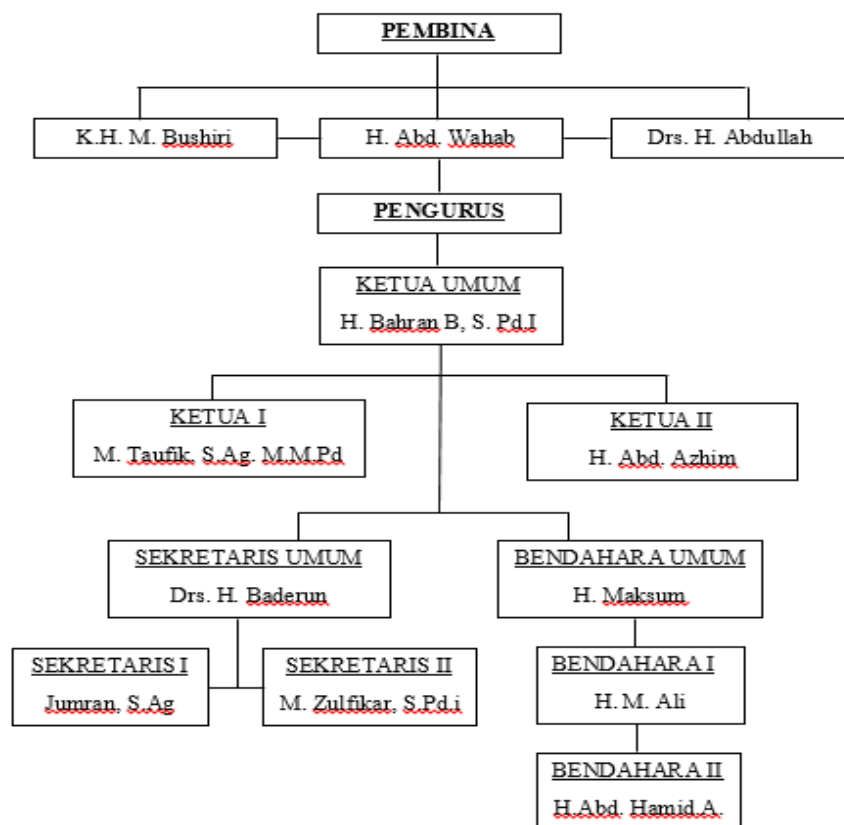 PEMBINA
K.H. M. Bushiri
H. Abd. Wahab
Drs. H. Abdullah
PENGURUS
KETUA UMUM
H. Bahran B, S. Pd.I
KETUA I
M. Taufik, S.Ag. M.M.Pd
KETUA II
H. Abd. Azhim
SEKRETARIS UMUM
Drs. H. Baderun
BENDAHARA UMUM
H. Maksum
SEKRETARIS I
Jumran, S.Ag
SEKRETARIS II
M. Zulfikar, S.Pd.i
BENDAHARA I
H. M. Ali
BENDAHARA II
H.Abd. Hamid.A.